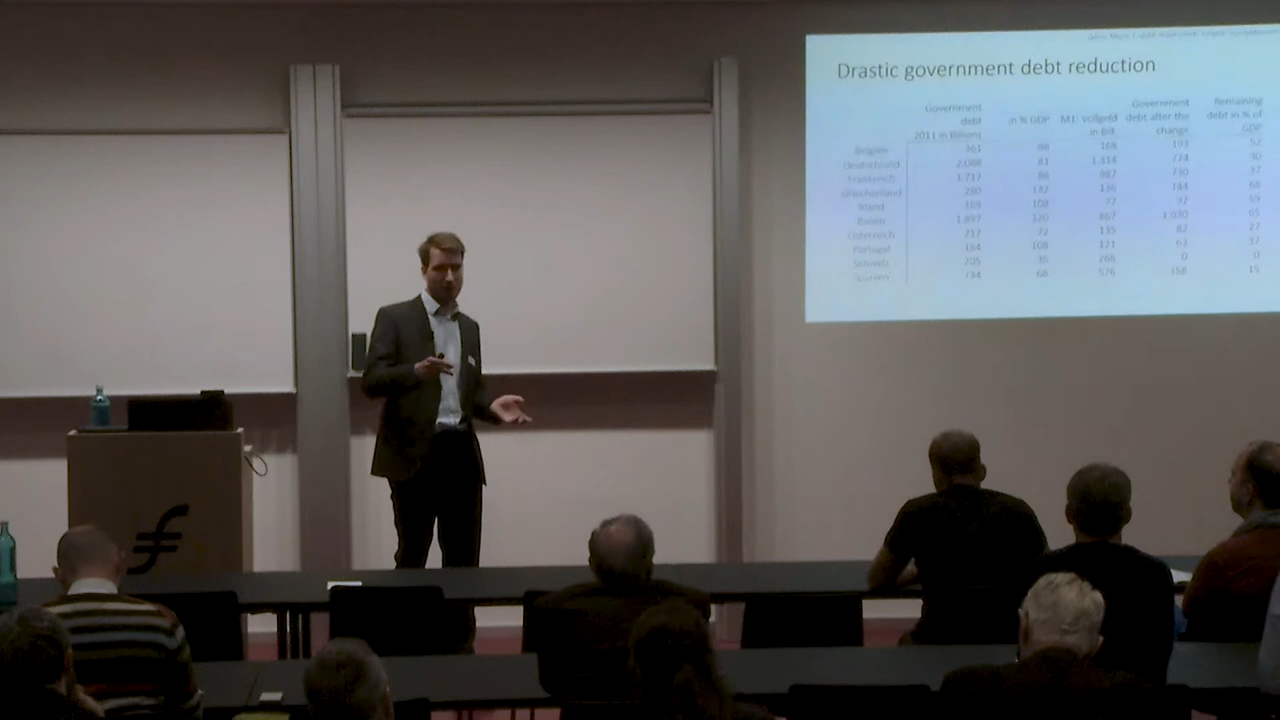 Drastic government debt reduction
Government debt 2011 in Billions in % GDP M1: Vollgeld in Bill. Government debt after the change Remaining debt in % of GDP
Belgien 361 98 168 193 52
Deutschland 2.088 81 1.314 774 30
Frankreich 1.717 86 987 730 37
Griechenland 280 132 136 144 68
Irland 169 108 72 97 59
Italien 1.897 120 867 1.030 65
Österreich 217 72 135 82 27
Portugal 184 108 121 63 37
Schweiz 205 35 268 0 0
Spanien 734 68 576 158 15